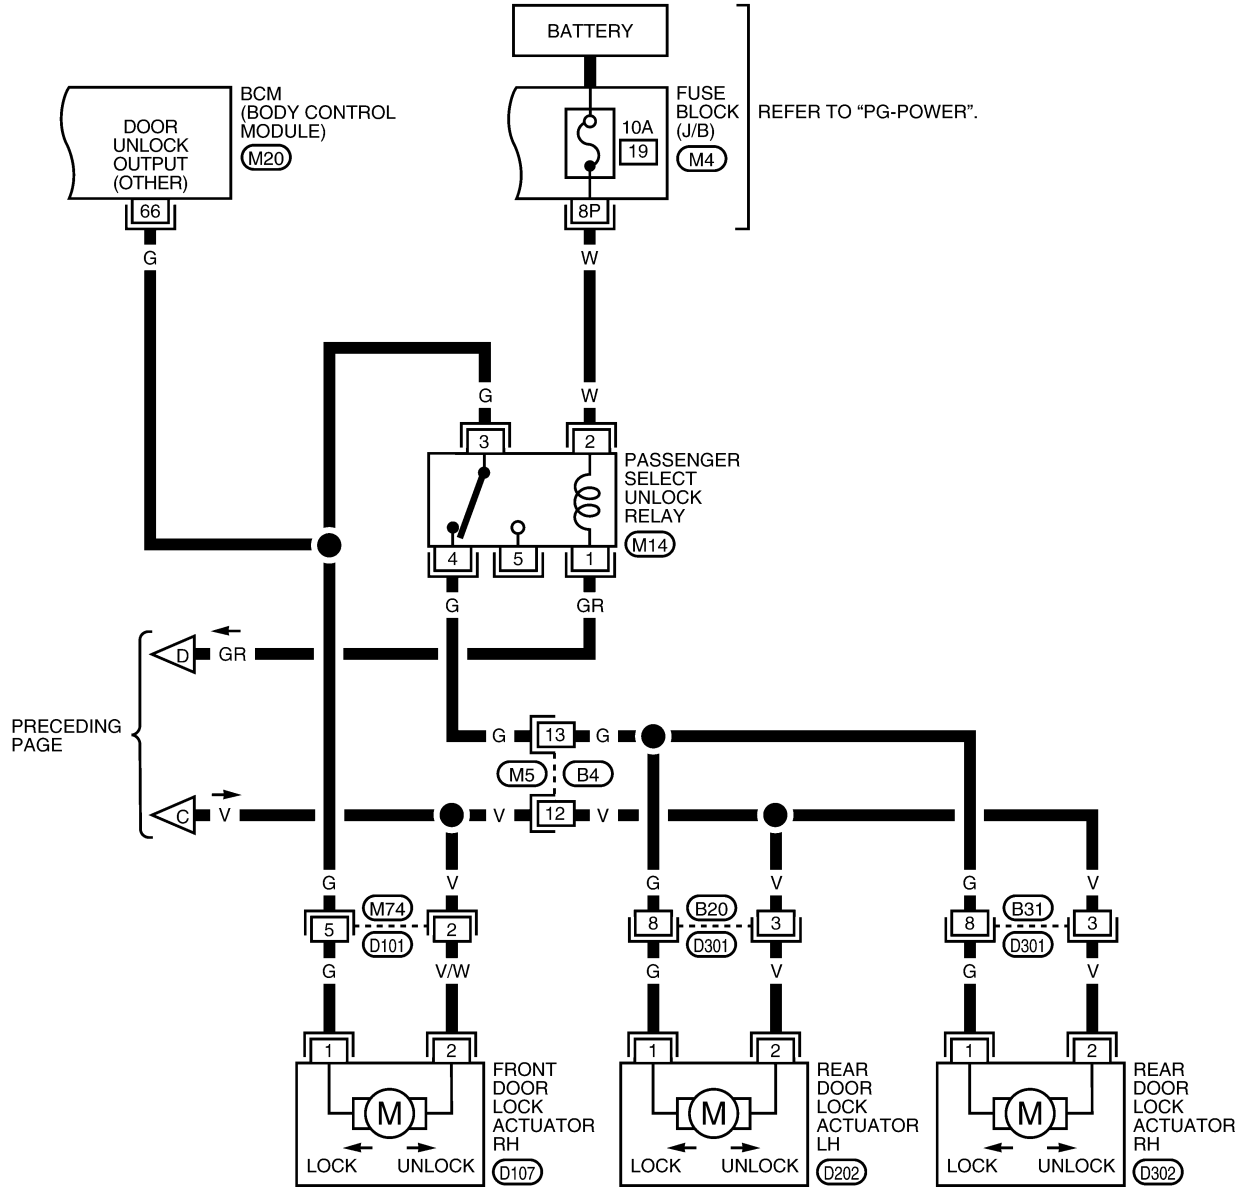 BATTERY
BCM
(BODY CONTROL
MODULE)
M20
DOOR
UNLOCK
OUTPUT
(OTHER)
66
G
FUSE
BLOCK
(J/B)
M4
10A
19
8P
REFER TO “PG-POWER”.
W
G
W
3
2
PASSENGER
SELECT
UNLOCK
RELAY
M14
4
5
1
G
GR
D
GR
PRECEDING
PAGE
G
13
G
M5
B4
C
V
V
12
V
G
V
G
V
G
V
5
M74
D101
2
8
B20
D301
3
8
B31
D301
3
G
V/W
G
V
G
V
1
2
1
2
1
2
M
LOCK
UNLOCK
FRONT
DOOR
LOCK
ACTUATOR
RH
D107
M
LOCK
UNLOCK
REAR
DOOR
LOCK
ACTUATOR
LH
D202
M
LOCK
UNLOCK
REAR
DOOR
LOCK
ACTUATOR
RH
D302